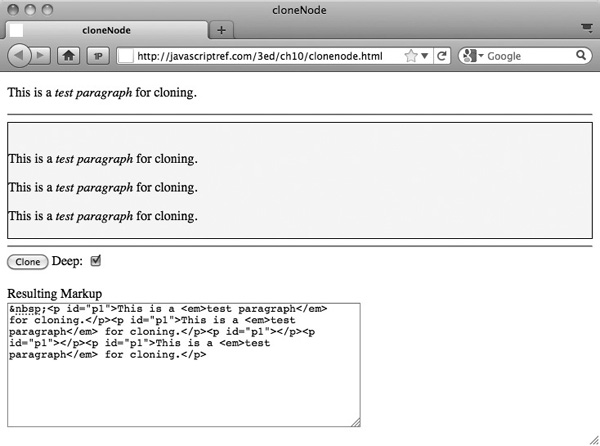 cloneNode
cloneNode
http://javascriptref.com/3ed/ch10/clonenode.html
Google
This is a test paragraph for cloning.
This is a test paragraph for cloning.
This is a test paragraph for cloning.
This is a test paragraph for cloning.
Clone Deep:
Resulting Markup
&nbsp;<p id="p1">This is a <em>test paragraph</em>
for cloning.</p><p id="p1">This is a <em>test
paragraph</em> for cloning.</p><p id="p1"></p><p
id="p1"></p><p id="p1">This is a <em>test
paragraph</em> for cloning.</p>